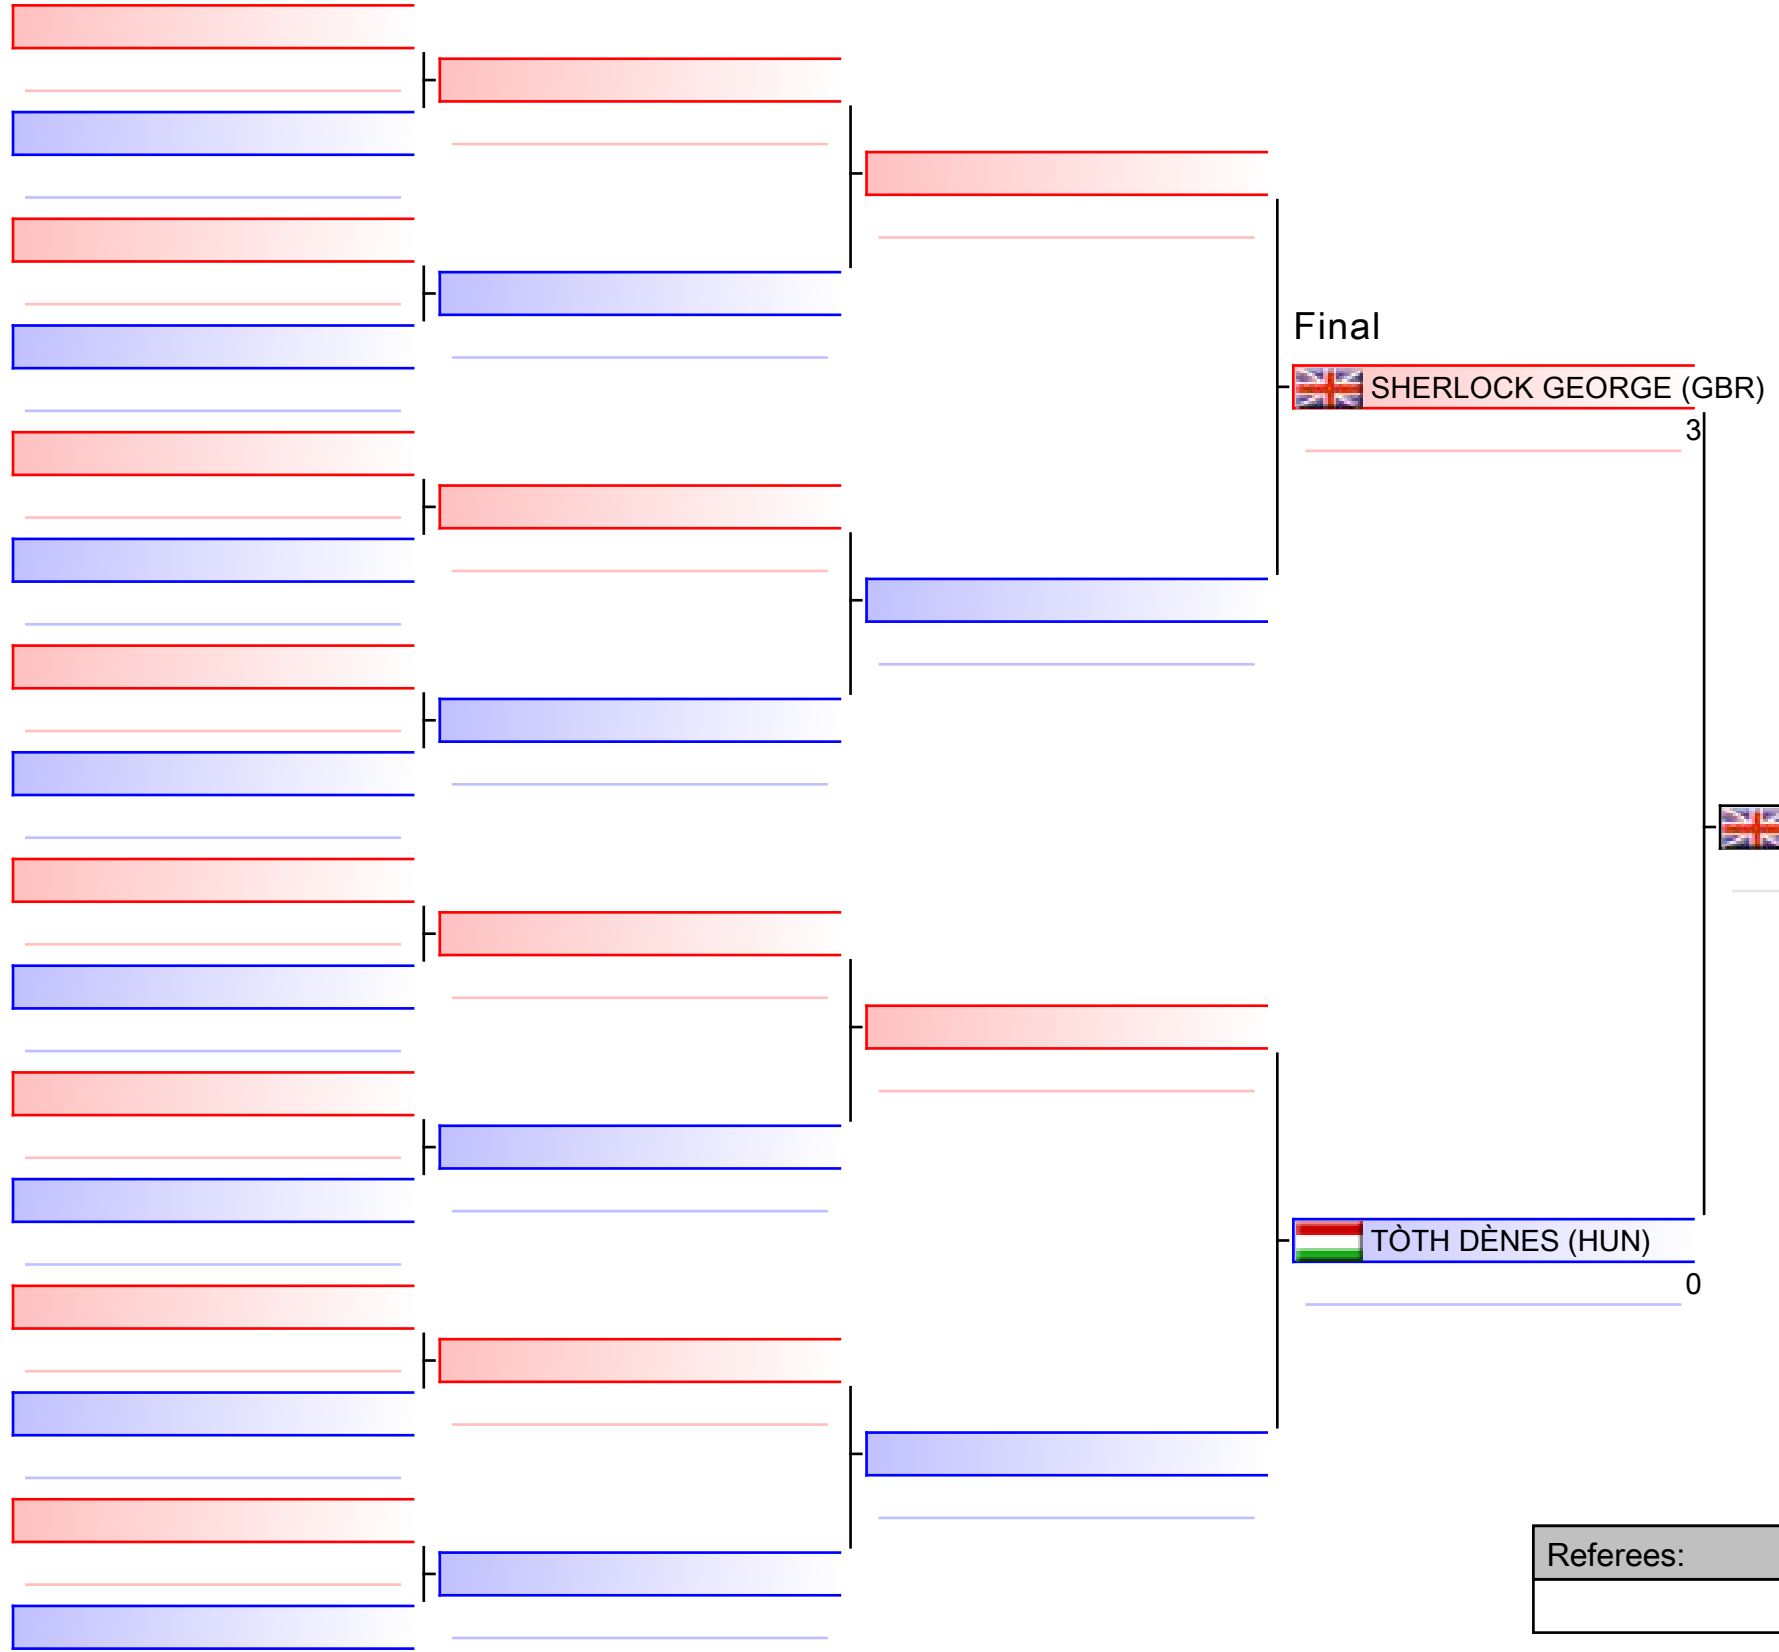 Final
SHERLOCK GEORGE (GBR)
3
TÒTH DÈNES (HUN)
0
Referees: